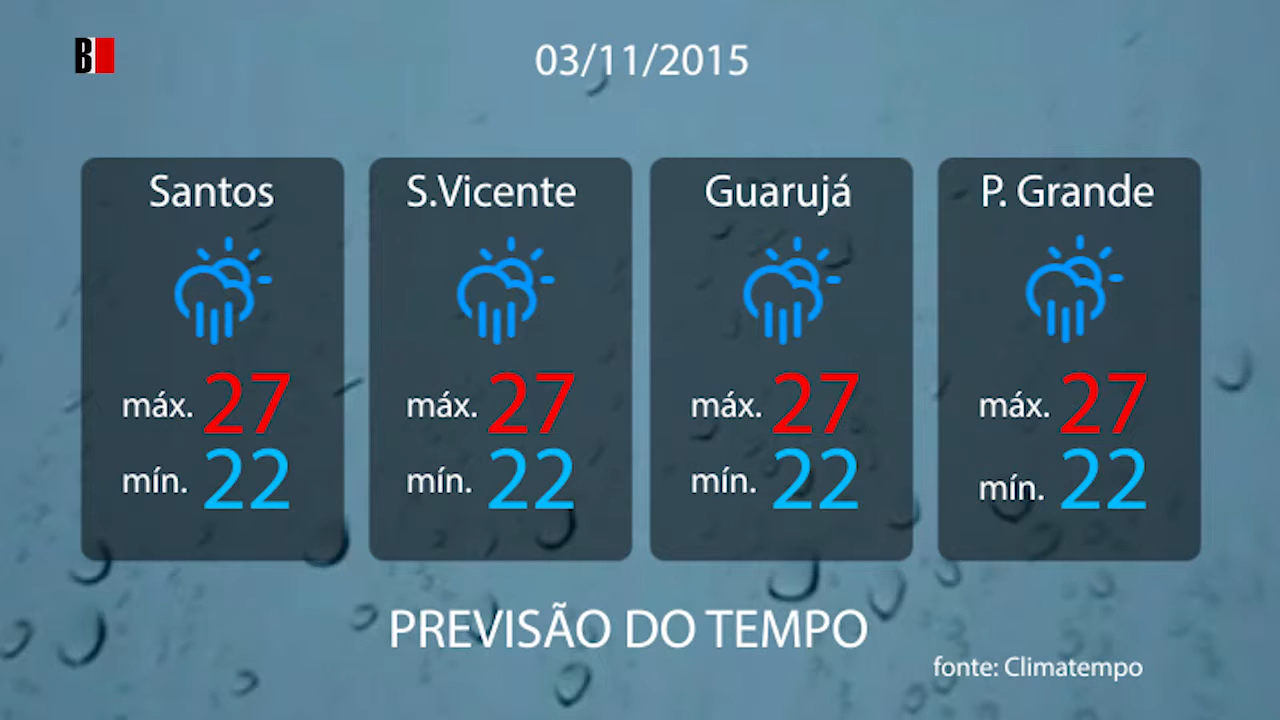 B
03/11/2015
Santos
máx. 27
mín. 22
S.Vicente
máx. 27
mín. 22
Guarujá
máx. 27
mín. 22
P. Grande
máx. 27
mín. 22
PREVISÃO DO TEMPO
fonte: Climatempo